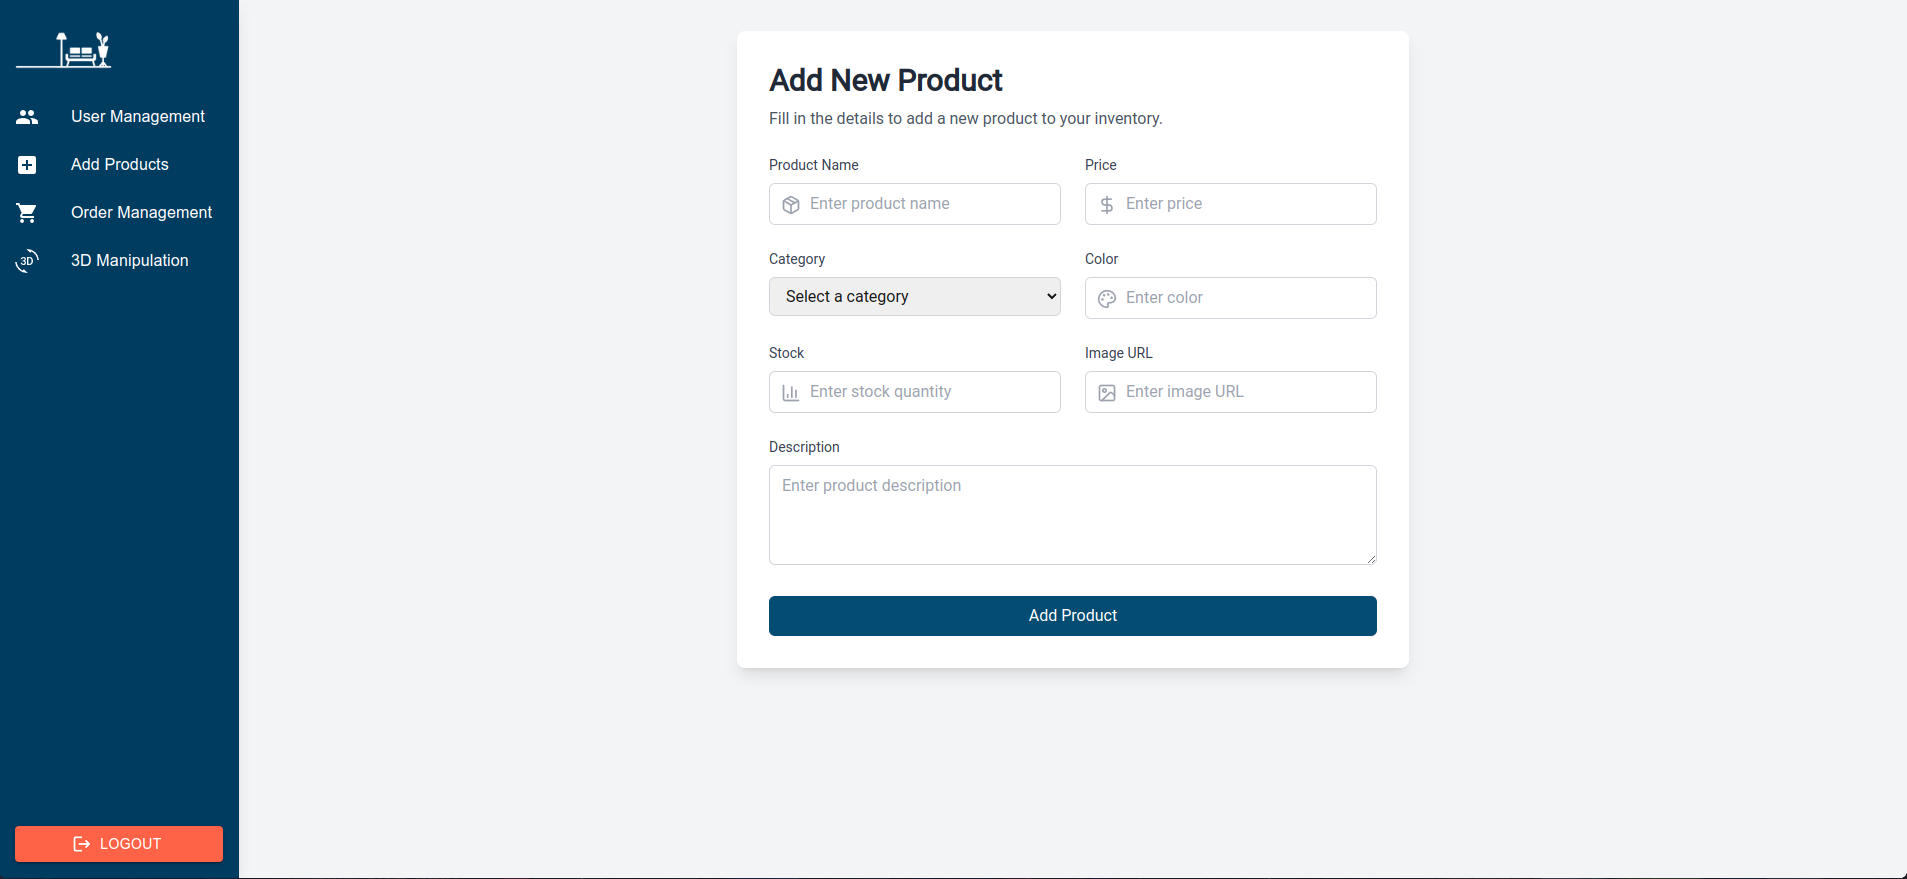 User Management
Add Products
Order Management
3D
3D Manipulation
LOGOUT
Add New Product
Fill in the details to add a new product to your inventory.
Product Name
Price
Enter product name
Enter price
Category
Color
Select a category
Enter color
Stock
Image URL
Enter stock quantity
Enter image URL
Description
Enter product description
Add Product